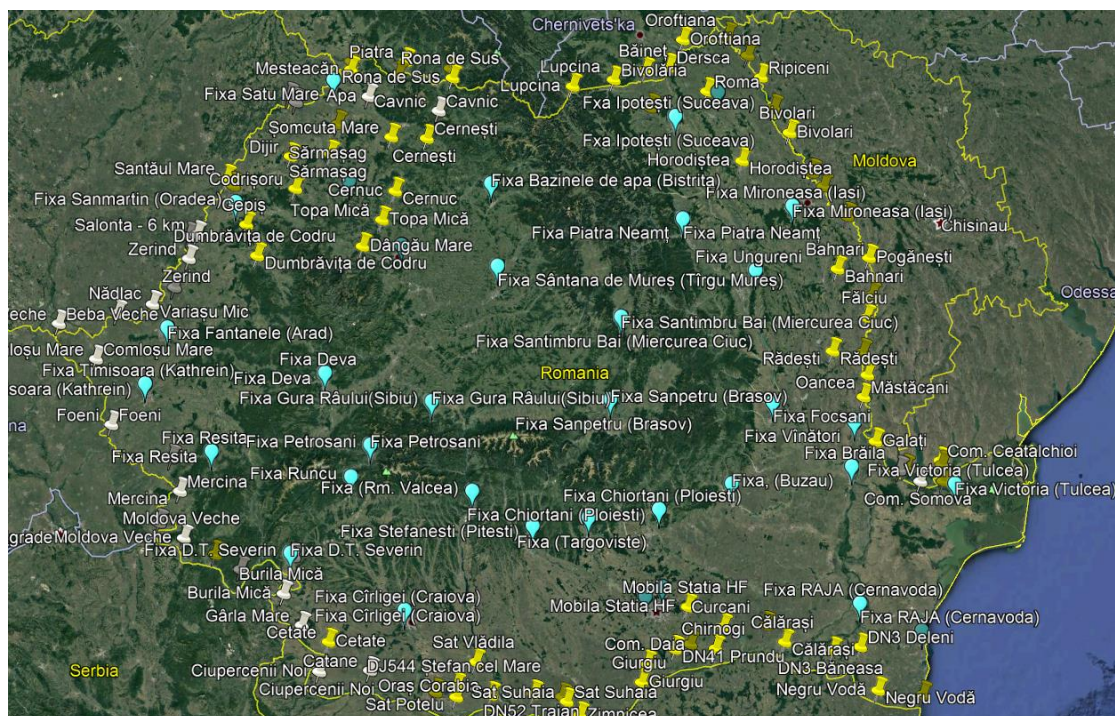 Chernivets'ka
Oroftiana
Oroftiana
Piatra
Rona de Sus
Băinet
Dersca
Mesteacăn
Rona de Sus
Lupcina
Bivolăria
Ripiceni
Lupcina
Roma
Fixa Satu Mare
Apa
Cavnic
Cavnic
Fxa Ipotești (Suceava)
Bivolari
Șomcuta Mare
Cernești
Fxa Ipotești (Suceava)
Bivolari
Dijir
Sărmășag
Cernești
Horodiștea
Moldova
Santăul Mare
Horodiștea
Codrișoru
Sărmășag
Cernuc
Fixa Bazinele de apa (Bistrița)
Fixa Sanmartin (Oradea)
Gepiș
Cernuc
Fixa Mironeasa (Iasi)
Topa Mică
Fixa Mironeasa (Iasi)
Salonta - 6 km
Topa Mică
Fixa Piatra Neamț
Fixa Piatra Neamț
Chisinau
Dumbrăvița de Codru
Dângău Mare
Zerind
Bahnari
Pogănești
Dumbrăvița de Codru
Fixa Ungureni
Bahnari
Zerind
Fixa Sântana de Mureș (Tîrgu Mureș)
Odessa
Nădlac
Fălciu
Beba Veche
Variașu Mic
Fixa Santimbru Bai (Miercurea Ciuc)
Fixa Fantanele (Arad)
Fixa Santimbru Bai (Miercurea Ciuc)
Comloșu Mare
Fixa Deva
Rădești
Rădești
Fixa Timisoara (Kathrein)
Fixa Deva
Romania
Oancea
Măstăcani
Fixa Gura Râului(Sibiu)
Fixa Gura Râului(Sibiu)
Fixa Sanpetru (Brasov)
Foeni
Foeni
Fixa Sanpetru (Brasov)
Fixa Focsani
Fixa Resita
Fixa Petrosani
Fixa Petrosani
Fixa Vînători
Galați
Fixa Resita
Fixa Brăila
Com. Ceatalchioi
Fixa Runcu
Fixa (Rm. Valcea)
Fixa, (Buzau)
Fixa Victoria (Tulcea)
Mercina
Mercina
Fixa Chiortani (Ploiesti)
Com. Somova
Fixa Victoria (Tulcea)
Moldova Veche
Fixa Chiortani (Ploiesti)
Moldova Veche
Fixa Stefanesti (Pitesti)
Fixa (Targoviste)
Fixa D.T. Severin
Fixa D.T. Severin
Burila Mică
Mobila Statia HF
Fixa RAJA (Cernavoda)
Burila Mică
Fixa Cîrligei (Craiova)
Mobila Statia HF
Curcani
Gârla Mare
Fixa Cîrligei (Craiova)
Chirnogi
Fixa RAJA (Cernavoda)
Cetate
Cetate
Sat Vlădila
Com. Daia
Călărași
DN3 Deleni
Ciupercenii Noi
Catane
DJ544 Stefan cel Mare
Giurgiu
DN41 Prundu
Călărași
DN3 Băneasa
Serbia
Ciupercenii Noi
Oraș Corabia
Giurgiu
Negru Vodă
Negru Vodă
Sat Potelu
Sat Suhaia
Sat Suhaia
DN52 Traian
Zimnicea